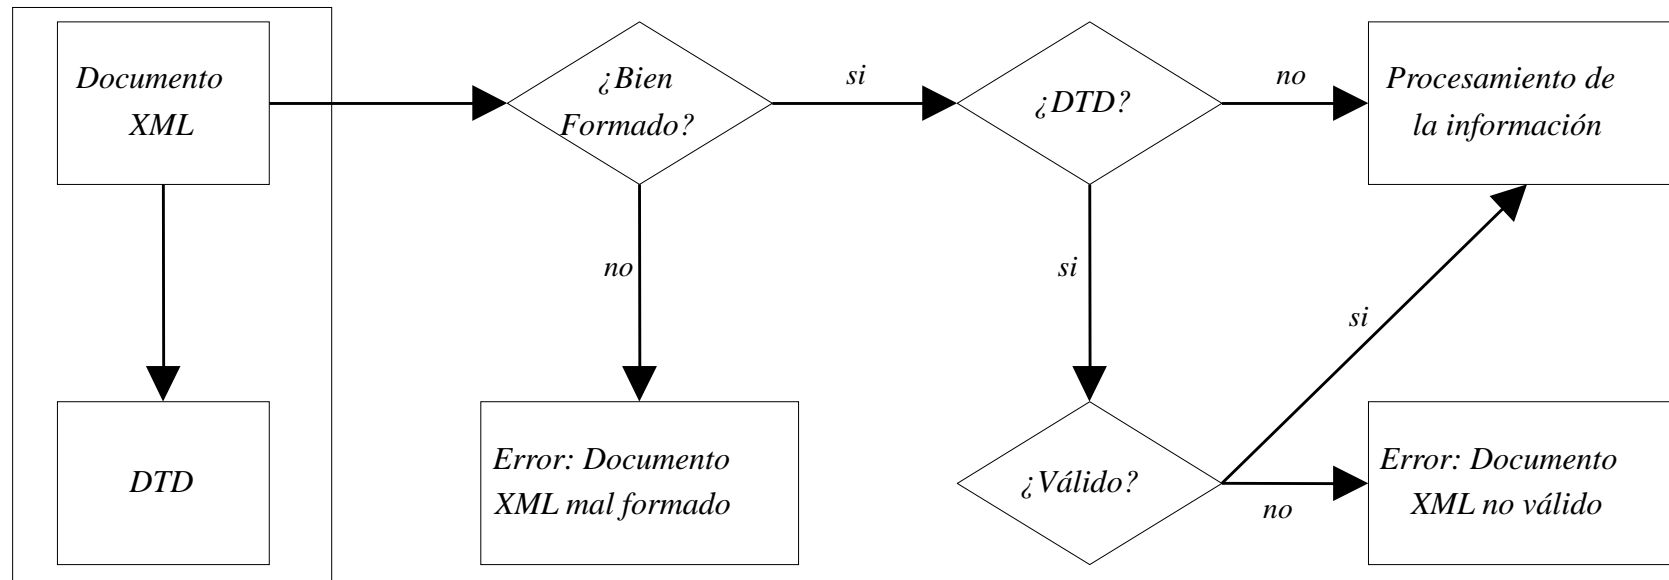 Documento
XML
¿Bien
Formado?
si
¿DTD?
no
Procesamiento de
la información
no
si
si
DTD
Error: Documento
XML mal formado
¿Válido?
no
Error: Documento
XML no válido